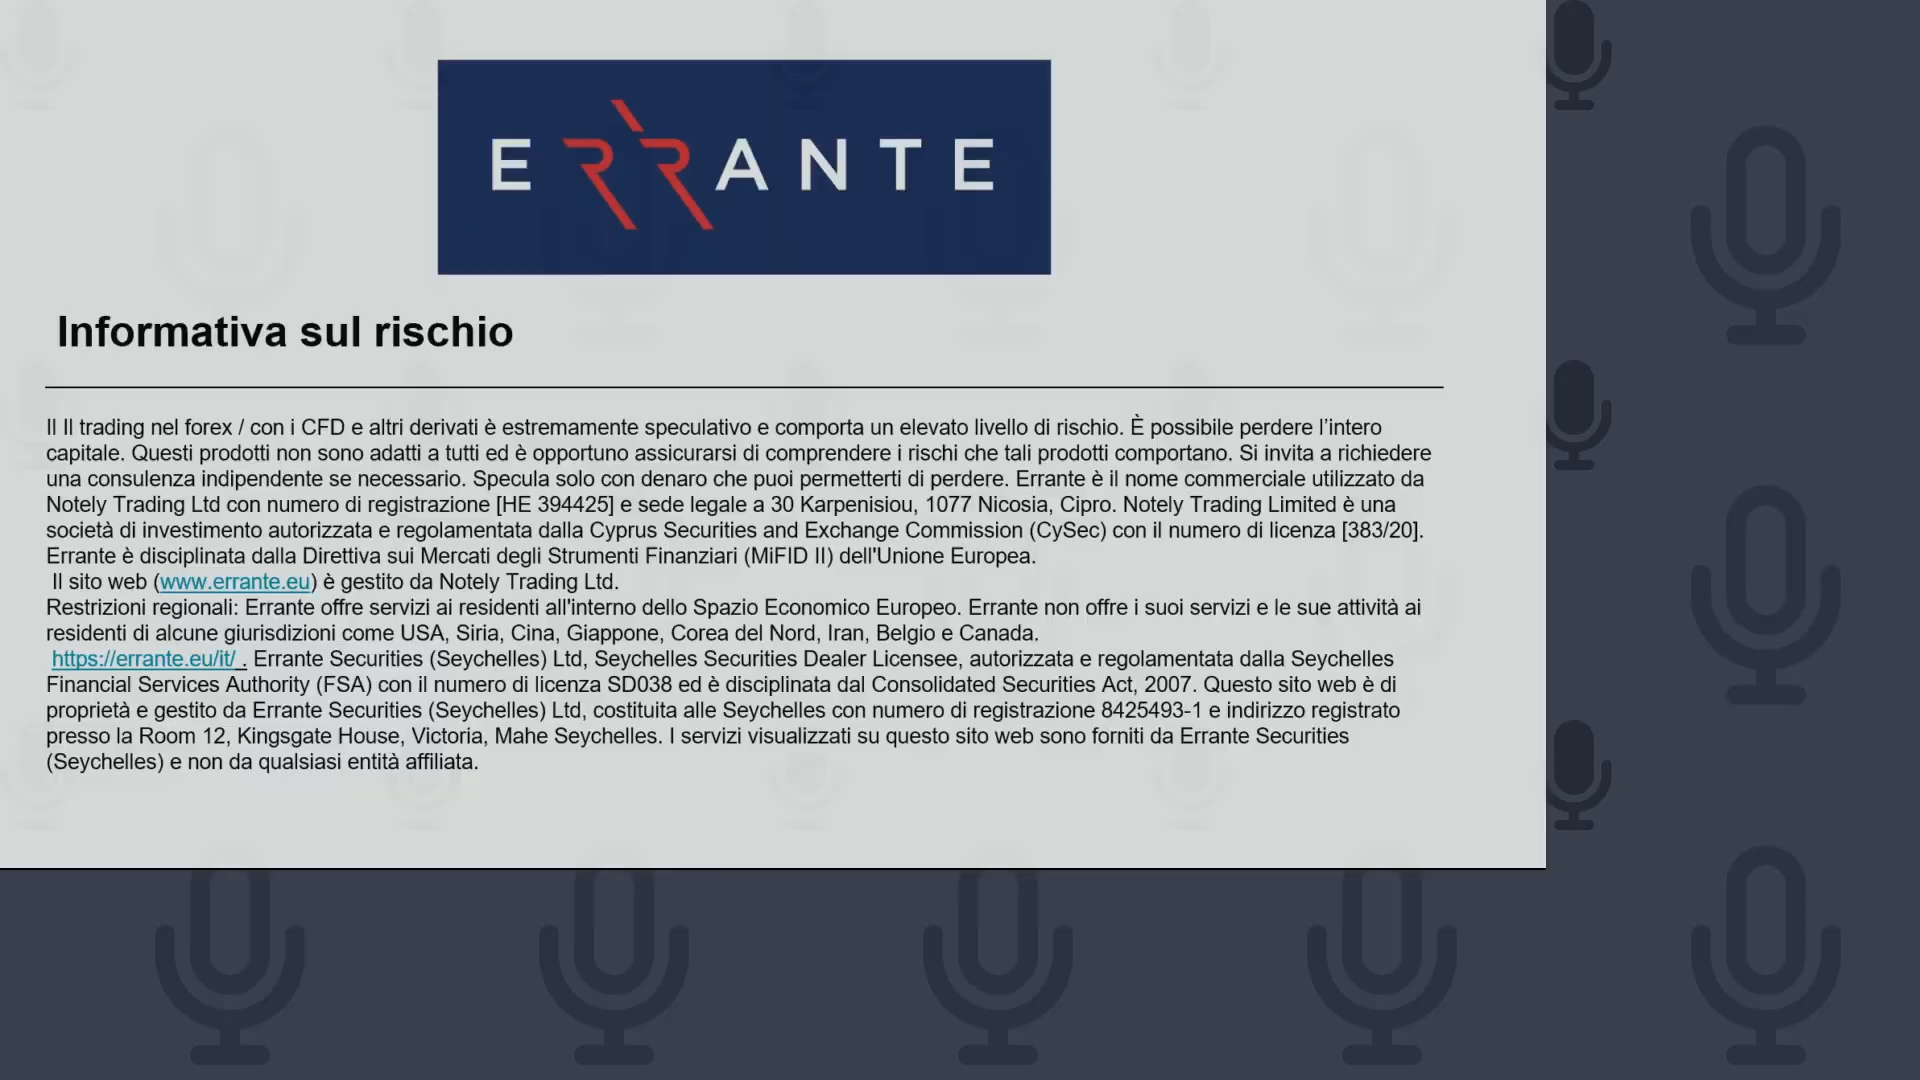 ERRANTE
Informativa sul rischio
Il Il trading nel forex / con i CFD e altri derivati è estremamente speculativo e comporta un elevato livello di rischio. È possibile perdere l’intero
capitale. Questi prodotti non sono adatti a tutti ed è opportuno assicurarsi di comprendere i rischi che tali prodotti comportano. Si invita a richiedere
una consulenza indipendente se necessario. Specula solo con denaro che puoi permetterti di perdere. Errante è il nome commerciale utilizzato da
Notely Trading Ltd con numero di registrazione [HE 394425] e sede legale a 30 Karpenisiou, 1077 Nicosia, Cipro. Notely Trading Limited è una
società di investimento autorizzata e regolamentata dalla Cyprus Securities and Exchange Commission (CySec) con il numero di licenza [383/20].
Errante è disciplinata dalla Direttiva sui Mercati degli Strumenti Finanziari (MiFID II) dell'Unione Europea.
Il sito web (www.errante.eu) è gestito da Notely Trading Ltd.
Restrizioni regionali: Errante offre servizi ai residenti all'interno dello Spazio Economico Europeo. Errante non offre i suoi servizi e le sue attività ai
residenti di alcune giurisdizioni come USA, Siria, Cina, Giappone, Corea del Nord, Iran, Belgio e Canada.
https://errante.eu/it/ . Errante Securities (Seychelles) Ltd, Seychelles Securities Dealer Licensee, autorizzata e regolamentata dalla Seychelles
Financial Services Authority (FSA) con il numero di licenza SD038 ed è disciplinata dal Consolidated Securities Act, 2007. Questo sito web è di
proprietà e gestito da Errante Securities (Seychelles) Ltd, costituita alle Seychelles con numero di registrazione 8425493-1 e indirizzo registrato
presso la Room 12, Kingsgate House, Victoria, Mahe Seychelles. I servizi visualizzati su questo sito web sono forniti da Errante Securities
(Seychelles) e non da qualsiasi entità affiliata.